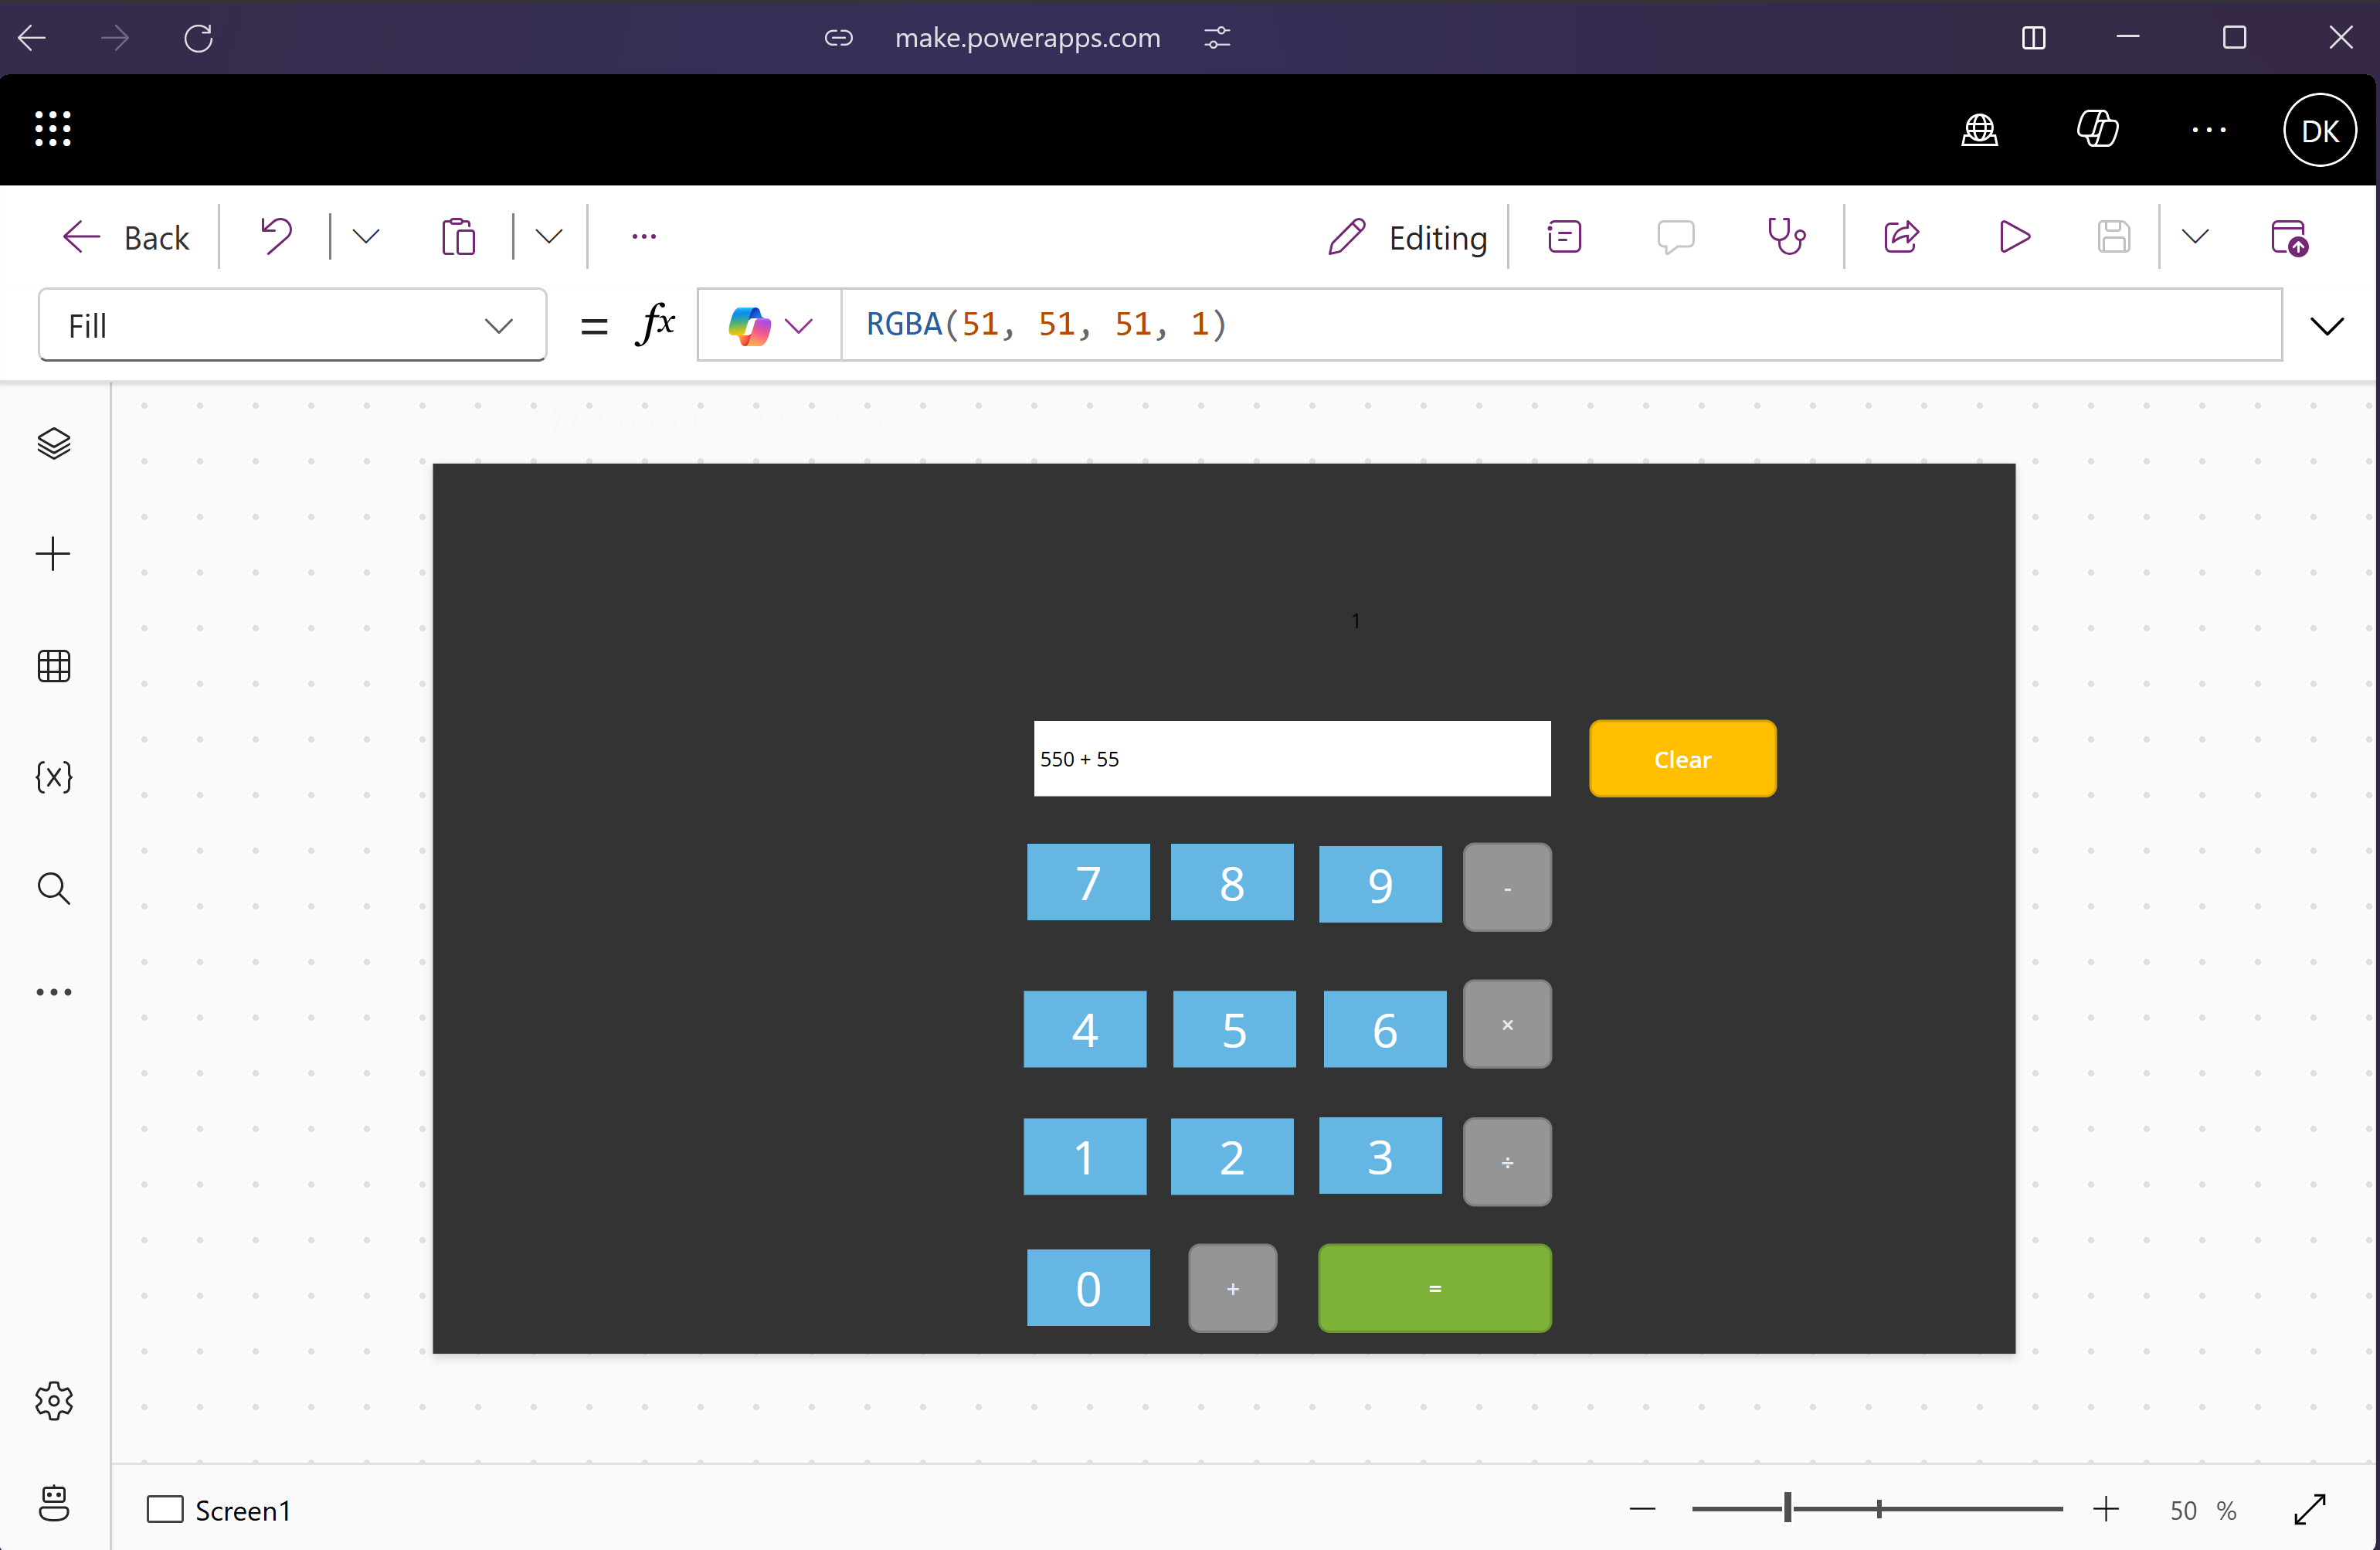 make.powerapps.com
DK
Back
Editing
Fill
= fx
RGBA(51, 51, 51, 1)
1
550 + 55
Clear
7 8 9 -
4 5 6 ×
1 2 3 ÷
0 + =
Screen1
50 %